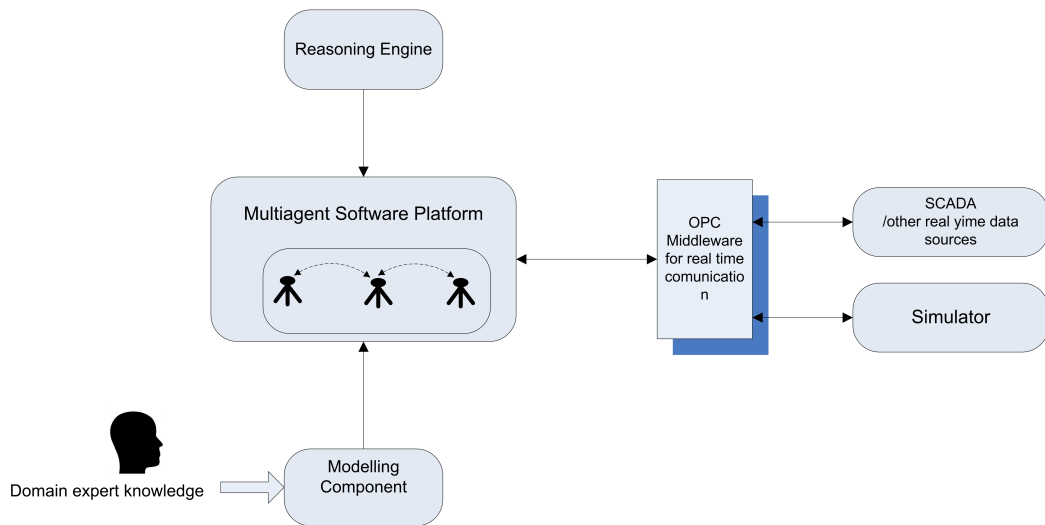 Reasoning Engine
Multiagent Software Platform
OPC
Middleware
for real time
comunicatio
n
SCADA
/other real yime data
sources
Simulator
Modelling
Component
Domain expert knowledge